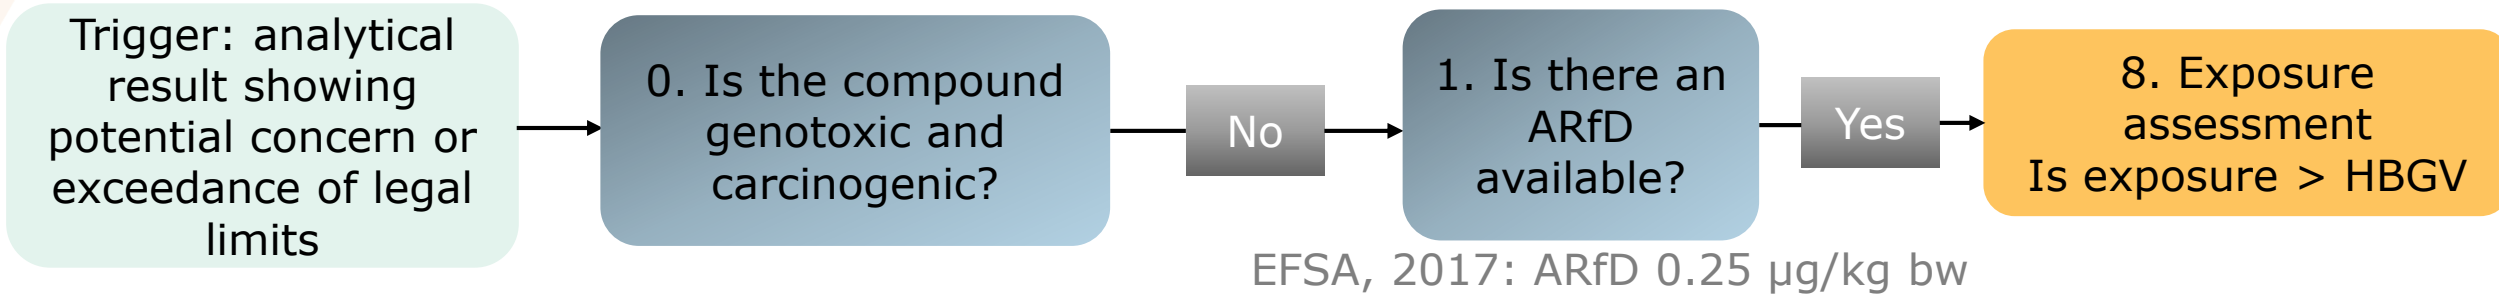 Trigger: analytical
result showing
potential concern or
exceedance of legal
limits
0. Is the compound
genotoxic and
carcinogenic?
No
1. Is there an
ARfD
available?
Yes
8. Exposure
assessment
Is exposure > HBGV
EFSA, 2017: ARfD 0.25 µg/kg bw